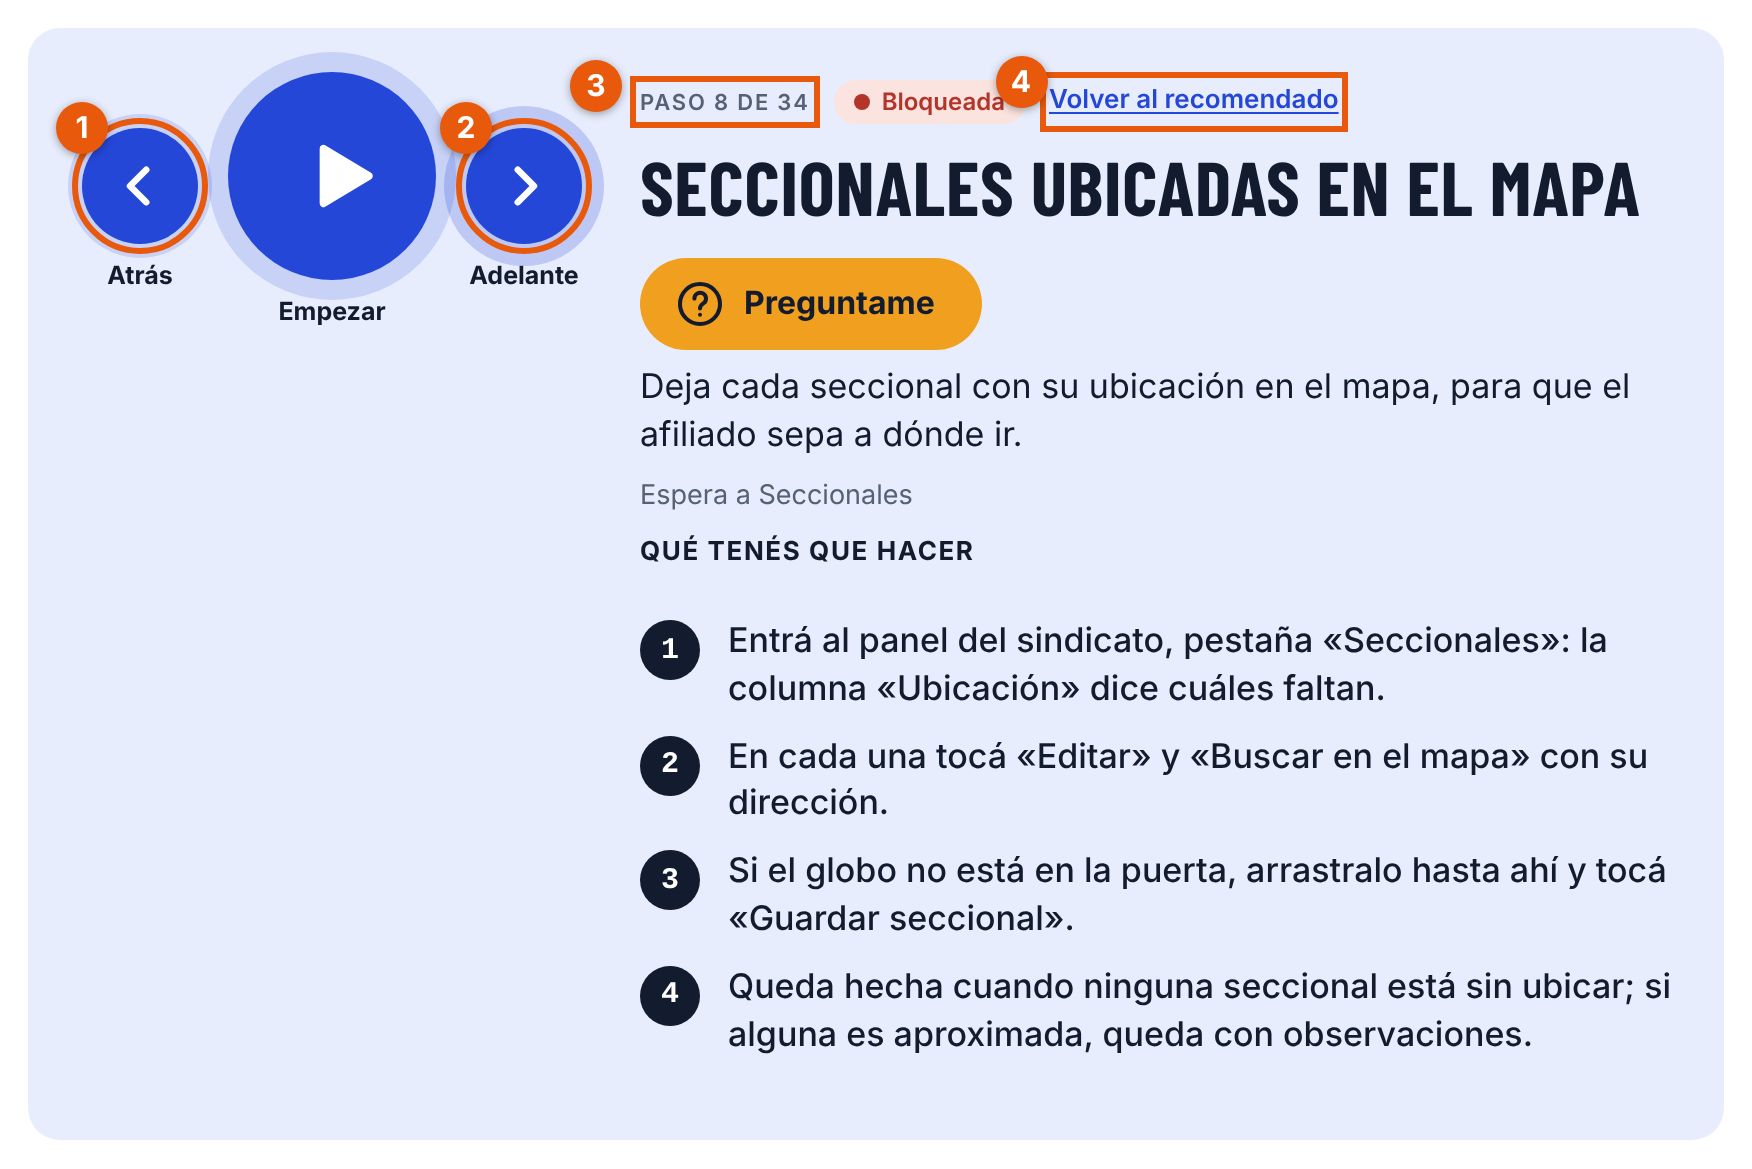 1
Atrás
Empezar
2
Adelante
3
PASO 8 DE 34
Bloqueada
4
Volver al recomendado
SECCIONALES UBICADAS EN EL MAPA
Preguntame
Deja cada seccional con su ubicación en el mapa, para que el
afiliado sepa a dónde ir.
Espera a Seccionales
QUÉ TENÉS QUE HACER
1 Entrá al panel del sindicato, pestaña «Seccionales»: la
columna «Ubicación» dice cuáles faltan.
2 En cada una tocá «Editar» y «Buscar en el mapa» con su
dirección.
3 Si el globo no está en la puerta, arrastralo hasta ahí y tocá
«Guardar seccional».
4 Queda hecha cuando ninguna seccional está sin ubicar; si
alguna es aproximada, queda con observaciones.